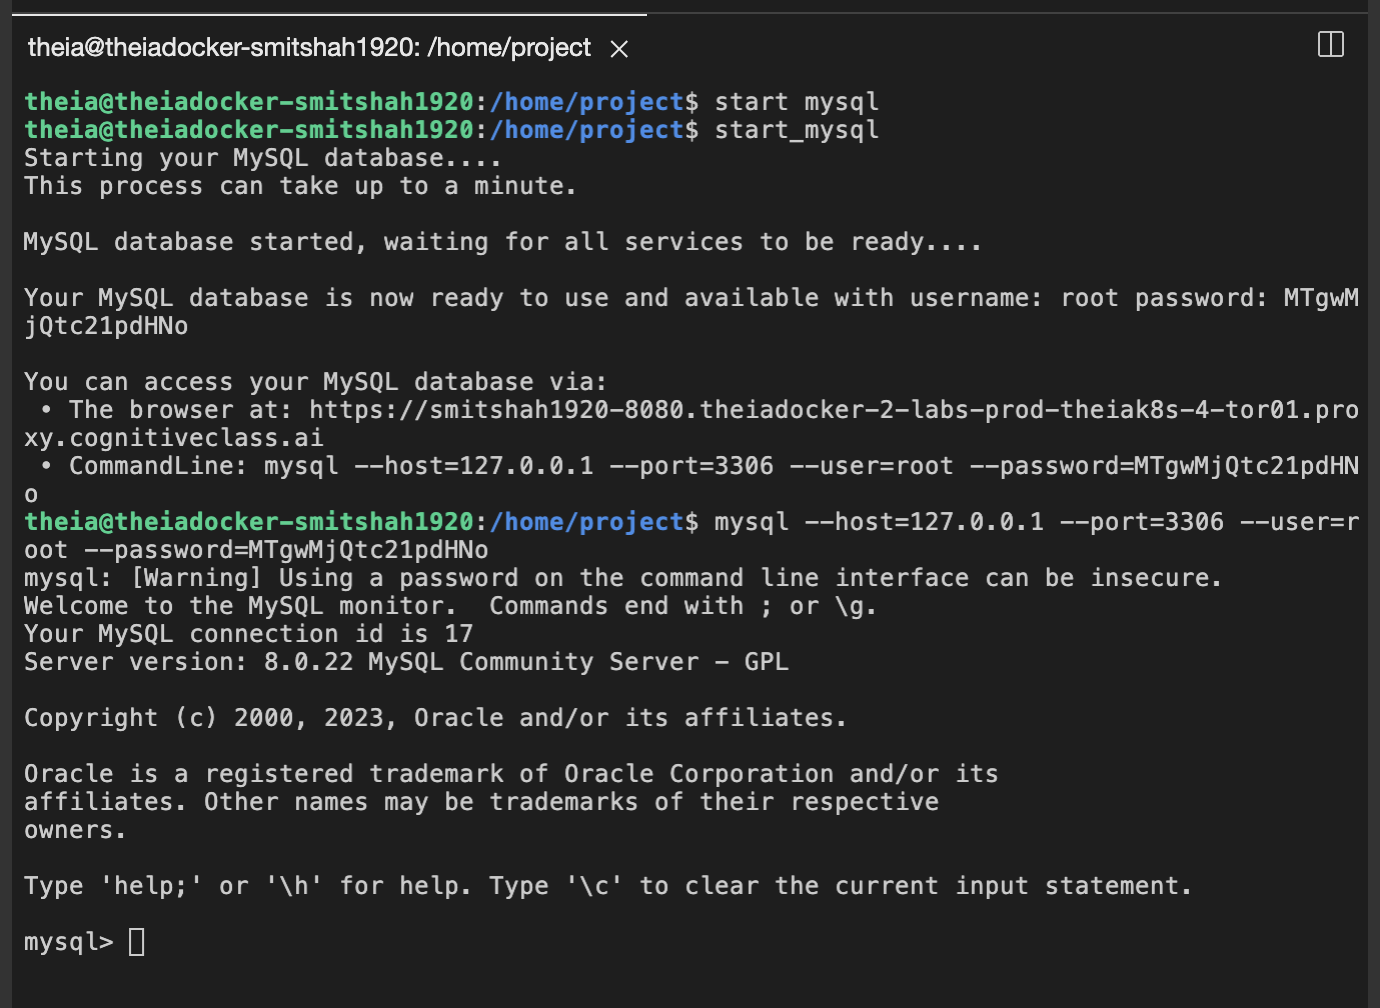 theia@theiadocker-smitshah1920: /home/project ×
theia@theiadocker-smitshah1920:/home/project$ start mysql
theia@theiadocker-smitshah1920:/home/project$ start_mysql
Starting your MySQL database....
This process can take up to a minute.
MySQL database started, waiting for all services to be ready....
Your MySQL database is now ready to use and available with username: root password: MTgwM
jQtc21pdHNo
You can access your MySQL database via:
• The browser at: https://smitshah1920-8080.theiadocker-2-labs-prod-theiak8s-4-tor01.pro
xy.cognitiveclass.ai
• CommandLine: mysql --host=127.0.0.1 --port=3306 --user=root --password=MTgwMjQtc21pdHN
o
theia@theiadocker-smitshah1920:/home/project$ mysql --host=127.0.0.1 --port=3306 --user=r
oot --password=MTgwMjQtc21pdHNo
mysql: [Warning] Using a password on the command line interface can be insecure.
Welcome to the MySQL monitor.  Commands end with ; or \g.
Your MySQL connection id is 17
Server version: 8.0.22 MySQL Community Server - GPL
Copyright (c) 2000, 2023, Oracle and/or its affiliates.
Oracle is a registered trademark of Oracle Corporation and/or its
affiliates. Other names may be trademarks of their respective
owners.
Type 'help;' or '\h' for help. Type '\c' to clear the current input statement.
mysql>